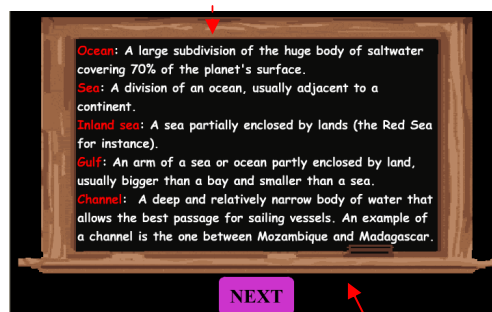 Ocean: A large subdivision of the huge body of saltwater
covering 70% of the planet's surface.
Sea: A division of an ocean, usually adjacent to a
continent.
Inland sea: A sea partially enclosed by lands (the Red Sea
for instance).
Gulf: An arm of a sea or ocean partly enclosed by land,
usually bigger than a bay and smaller than a sea.
Channel:  A deep and relatively narrow body of water that
allows the best passage for sailing vessels. An example of
a channel is the one between Mozambique and Madagascar.
NEXT